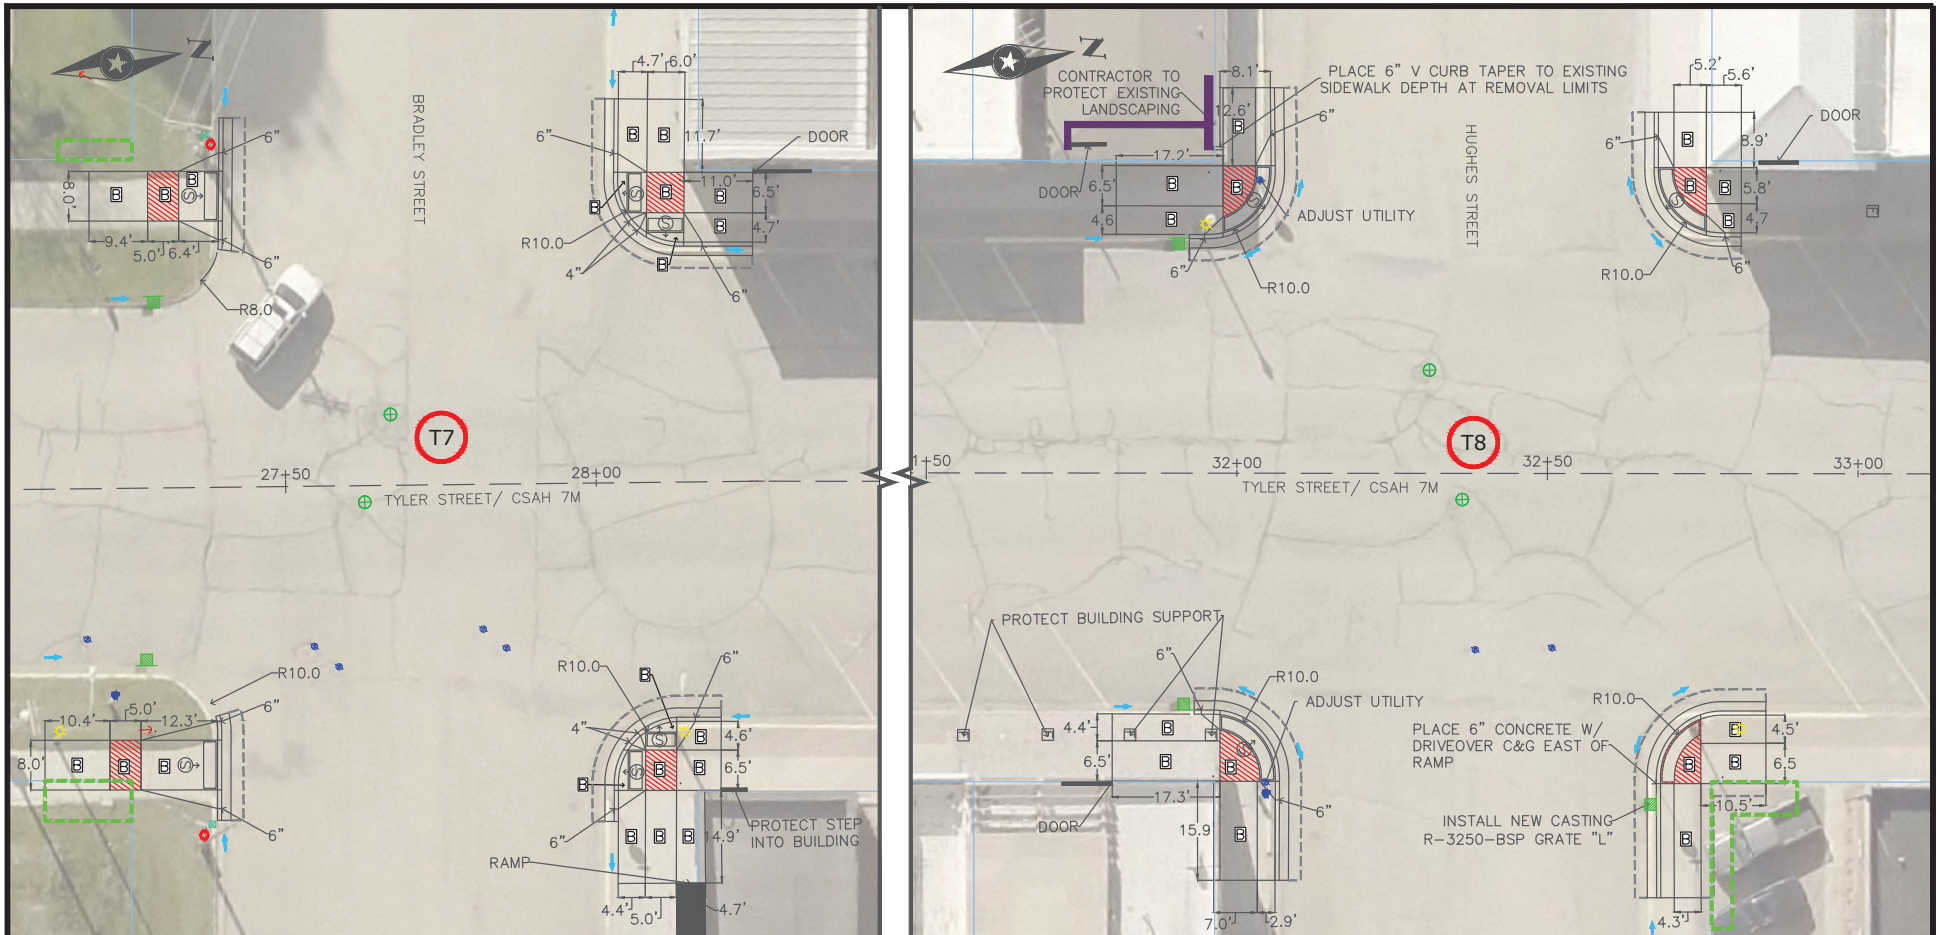 N
BRADLEY STREET
4.7'
6.0'
11.7'
6"
DOOR
11.0'
6.5'
4.7'
B
B
B
B
B
B
B
S
S
R10.0
4"
6"
6"
8.0'
B
B
B
S
9.4'
5.0'
6.4'
6"
R8.0
T7
27+50
28+00
TYLER STREET/ CSAH 7M
R10.0
6"
10.4'
5.0'
12.3'
8.0'
B
B
B
S
6"
R10.0
B
6"
4"
S
B
4.6'
S
B
B
6.5'
B
6"
B
B
B
14.9'
PROTECT STEP
INTO BUILDING
RAMP
4.4'
5.0'
4.7'
N
CONTRACTOR TO
PROTECT EXISTING
LANDSCAPING
8.1'
PLACE 6" V CURB TAPER TO EXISTING
SIDEWALK DEPTH AT REMOVAL LIMITS
12.6'
B
6"
17.2'
DOOR
6.5'
B
B
4.6
B
S
ADJUST UTILITY
6"
R10.0
HUGHES STREET
5.2'
5.6'
DOOR
6"
B
8.9'
B
B
5.8'
S
B
4.7
R10.0
6"
E
T8
1+50
32+00
32+50
33+00
TYLER STREET/ CSAH 7M
PROTECT BUILDING SUPPORT
6"
R10.0
ADJUST UTILITY
4.4'
B
S
6.5'
B
B
17.3'
6"
DOOR
15.9
B
7.0'
2.9'
R10.0
PLACE 6" CONCRETE W/
DRIVEOVER C&G EAST OF
RAMP
B
4.5'
B
B
6.5
10.5'
INSTALL NEW CASTING
R-3250-BSP GRATE "L"
B
4.3'